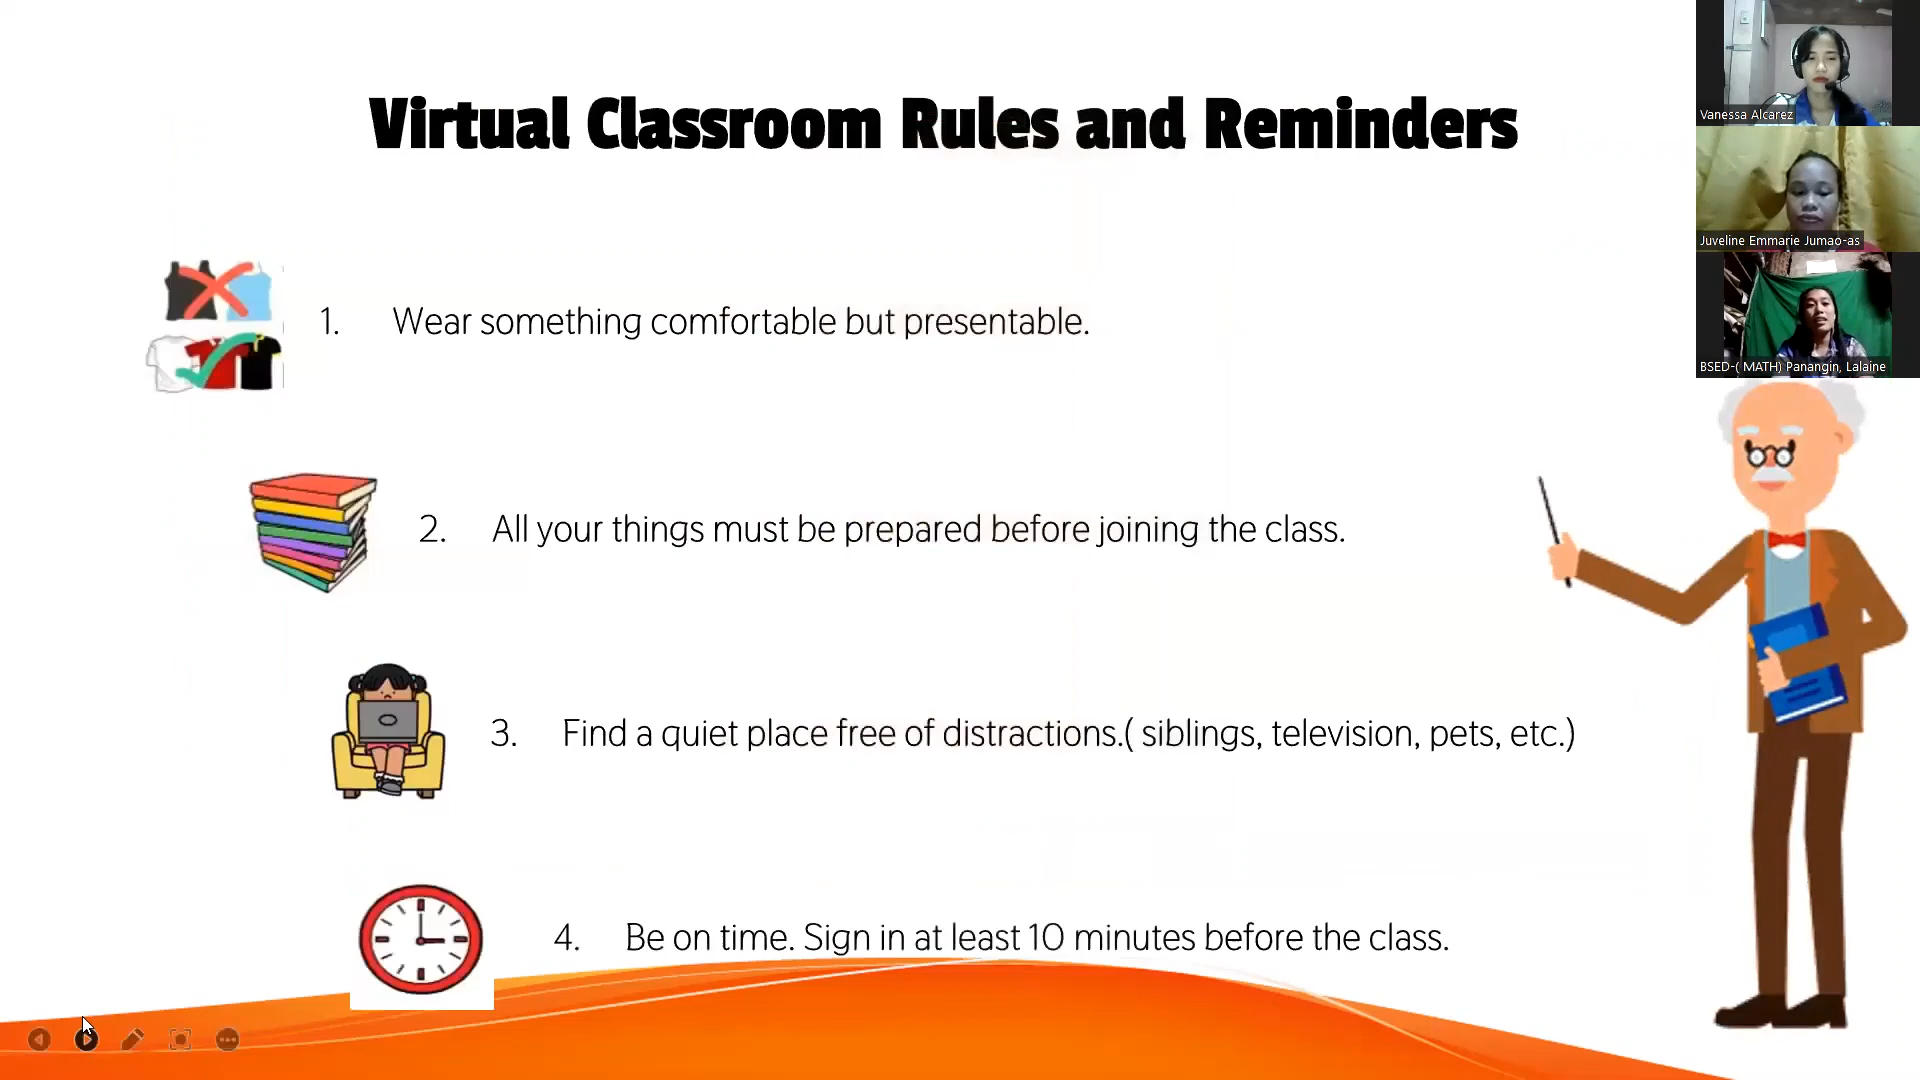 Virtual Classroom Rules and Reminders
Vanessa Alcarez
Juveline Emmarie Jumao-as
BSED-( MATH) Panangin, Lalaine
1. Wear something comfortable but presentable.
2. All your things must be prepared before joining the class.
3. Find a quiet place free of distractions.( siblings, television, pets, etc.)
4. Be on time. Sign in at least 10 minutes before the class.